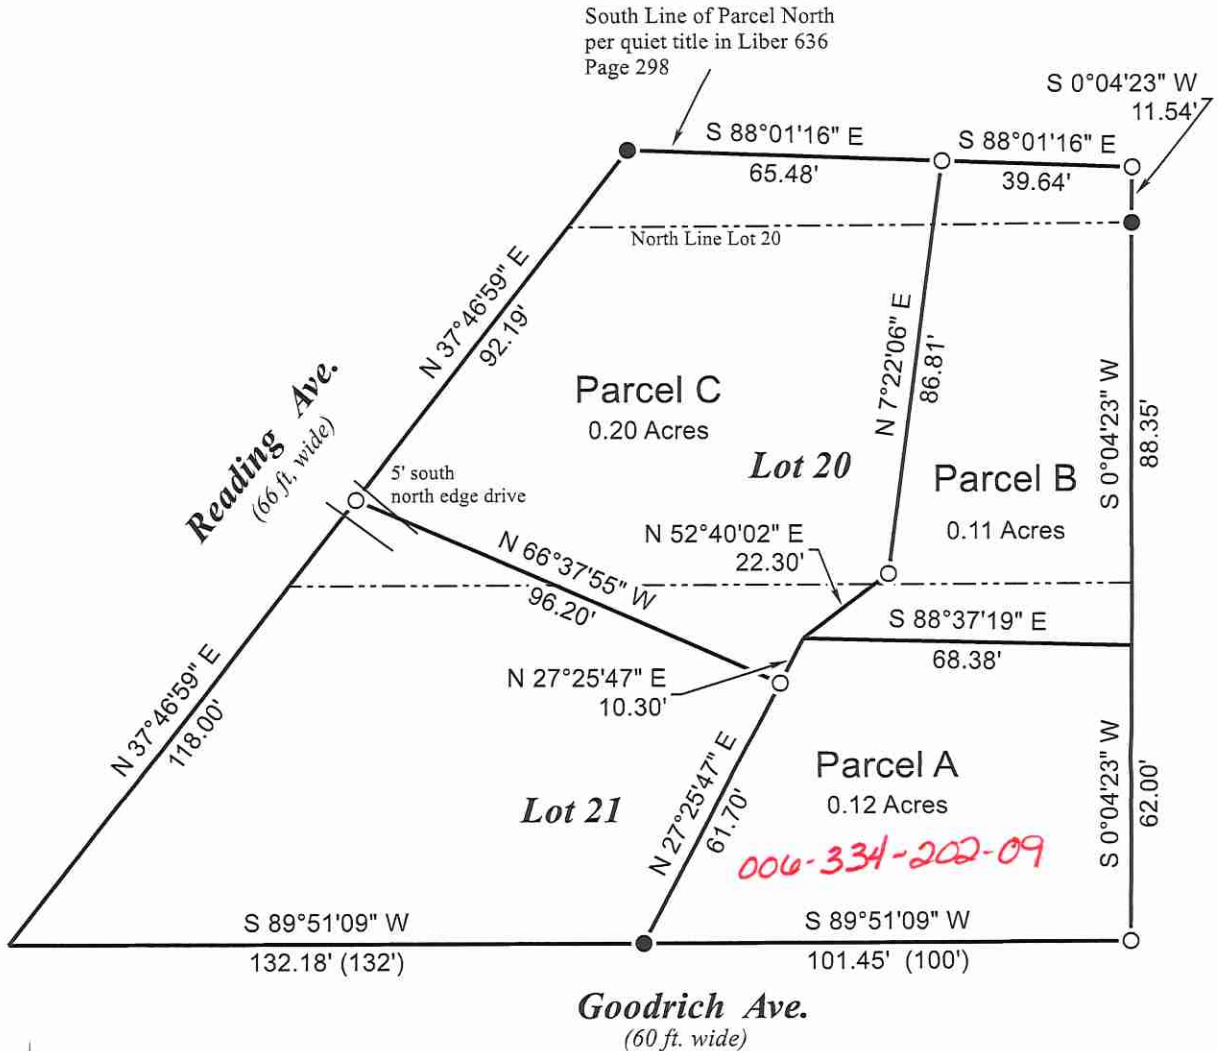 South Line of Parcel North
per quiet title in Liber 636
Page 298
S 0°04'23" W
11.54'
S 88°01'16" E
65.48'
S 88°01'16" E
39.64'
North Line Lot 20
N 37°46'59" E
92.19'
N 7°22'06" E
86.81'
S 0°04'23" W
88.35'
Parcel C
0.20 Acres
Reading Ave.
(66 ft. wide)
Lot 20
Parcel B
0.11 Acres
5' south
north edge drive
N 52°40'02" E
22.30'
N 66°37'55" W
96.20'
S 88°37'19" E
68.38'
N 27°25'47" E
10.30'
N 37°46'59" E
118.00'
Lot 21
N 27°25'47" E
61.70'
Parcel A
0.12 Acres
006-334-202-09
S 0°04'23" W
62.00'
S 89°51'09" W
132.18' (132')
S 89°51'09" W
101.45' (100')
Goodrich Ave.
(60 ft. wide)